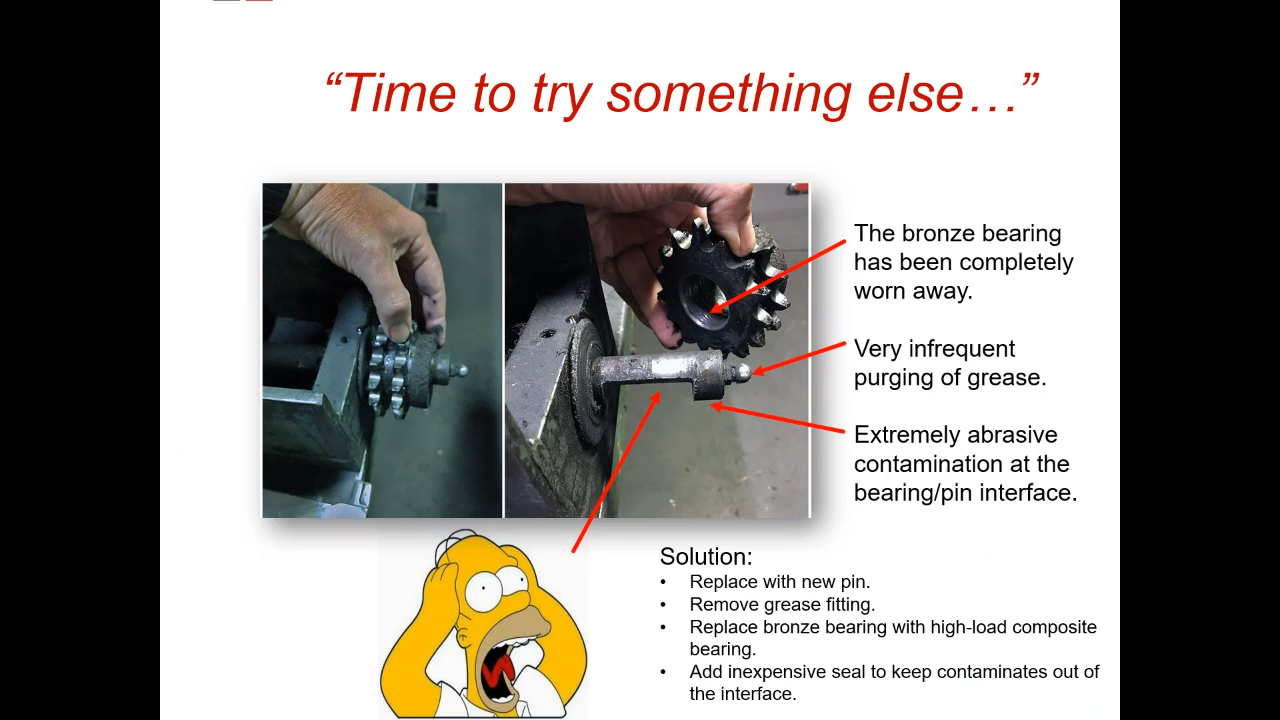 “Time to try something else…”
The bronze bearing
has been completely
worn away.
Very infrequent
purging of grease.
Extremely abrasive
contamination at the
bearing/pin interface.
Solution:
• Replace with new pin.
• Remove grease fitting.
• Replace bronze bearing with high-load composite
bearing.
• Add inexpensive seal to keep contaminates out of
the interface.